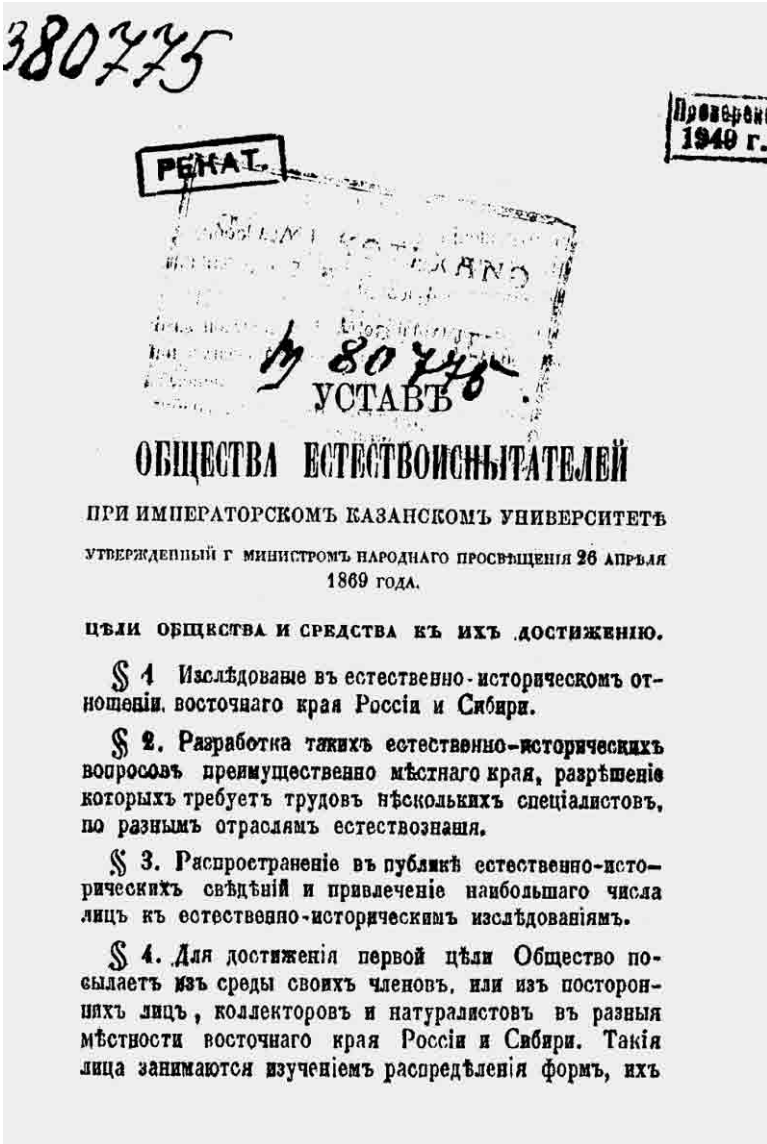 380775
Проверено
1949 г.
РЕКАТ.
80775
УСТАВЪ
ОБЩЕСТВА ЕСТЕСТВОИСПЫТАТЕЛЕЙ
ПРИ ИМПЕРАТОРСКОМЪ КАЗАНСКОМЪ УНИВЕРСИТЕТѢ
УТВЕРЖДЕННЫЙ Г МИНИСТРОМЪ НАРОДНАГО ПРОСВѢЩЕНІЯ 26 АПРѢЛЯ
1869 ГОДА.
ЦѢЛИ ОБЩЕСТВА И СРЕДСТВА КЪ ИХЪ ДОСТИЖЕНІЮ.
§ 1 Изслѣдованіе въ естественно-историческомъ от-
ношеніи, восточнаго края Россіи и Сибири.
§ 2. Разработка такихъ естественно-историческихъ
вопросовъ преимущественно мѣстнаго края, разрѣшеніе
которыхъ требуетъ трудовъ нѣсколькихъ спеціалистовъ,
по разнымъ отраслямъ естествознанія.
§ 3. Распространеніе въ публикѣ естественно-исто-
рическихъ свѣдѣній и привлеченіе наибольшаго числа
лицъ къ естественно-историческимъ изслѣдованіямъ.
§ 4. Для достиженія первой цѣли Общество по-
сылаетъ изъ среды своихъ членовъ, или изъ посторон-
нихъ лицъ, коллекторовъ и натуралистовъ въ разныя
мѣстности восточнаго края Россіи и Сибири. Такія
лица занимаются изученіемъ распредѣленія формъ, ихъ